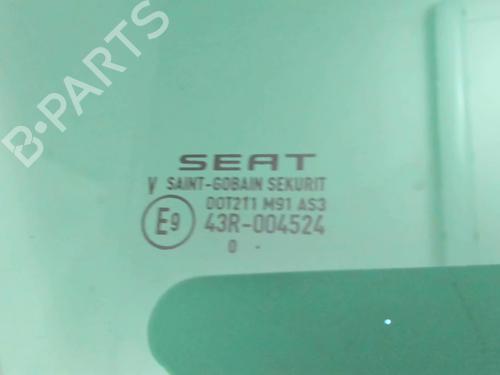 B-PARTS
SEAT
V SAINT-GOBAIN SEKURIT
DOT211 M91 AS3
E9 43R-004524
0 -